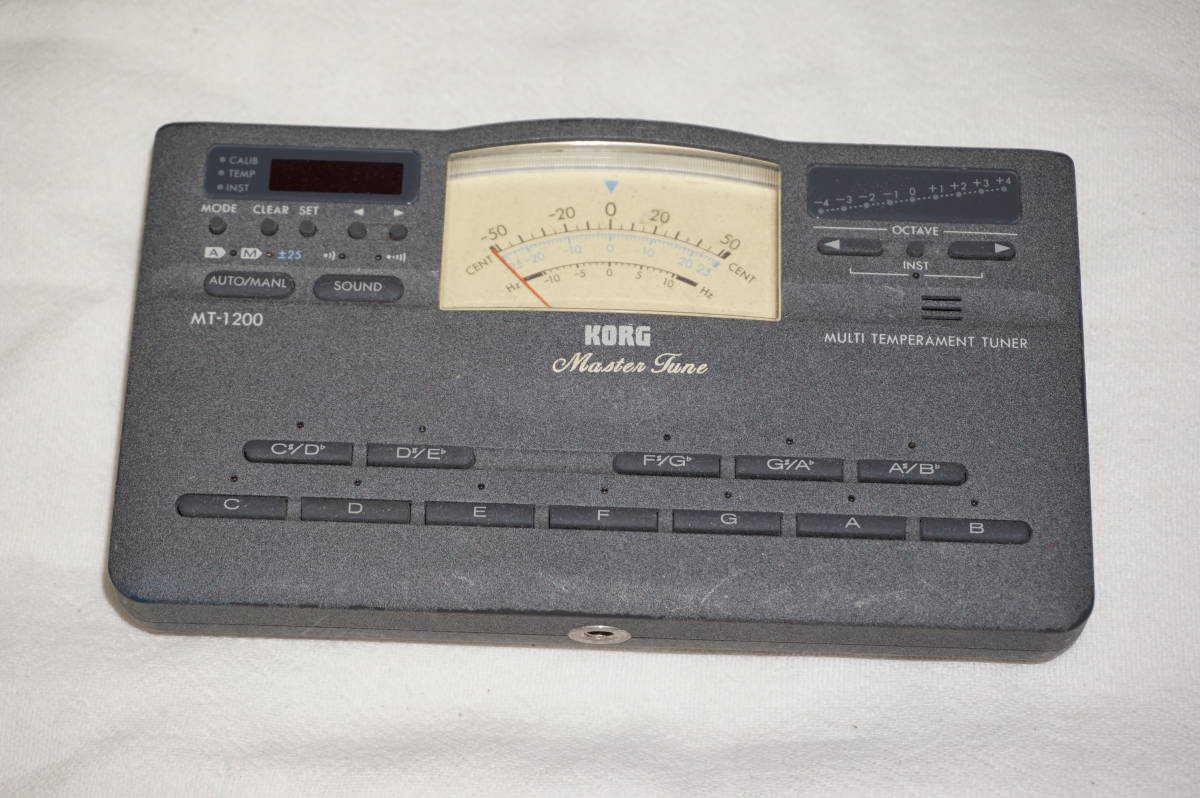 CALIB
TEMP
INST
MODE CLEAR SET ◄ ►
A M ±25
AUTO/MANL SOUND
MT-1200
-50 -20 0 20 50
CENT -20 -10 0 10 20 25 CENT
Hz -10 -5 0 5 10 Hz
KORG
Master Tune
-4 -3 -2 -1 0 +1 +2 +3 +4
OCTAVE
◄ ►
INST
MULTI TEMPERAMENT TUNER
C♯/D♭ D♯/E♭ F♯/G♭ G♯/A♭ A♯/B♭
C D E F G A B